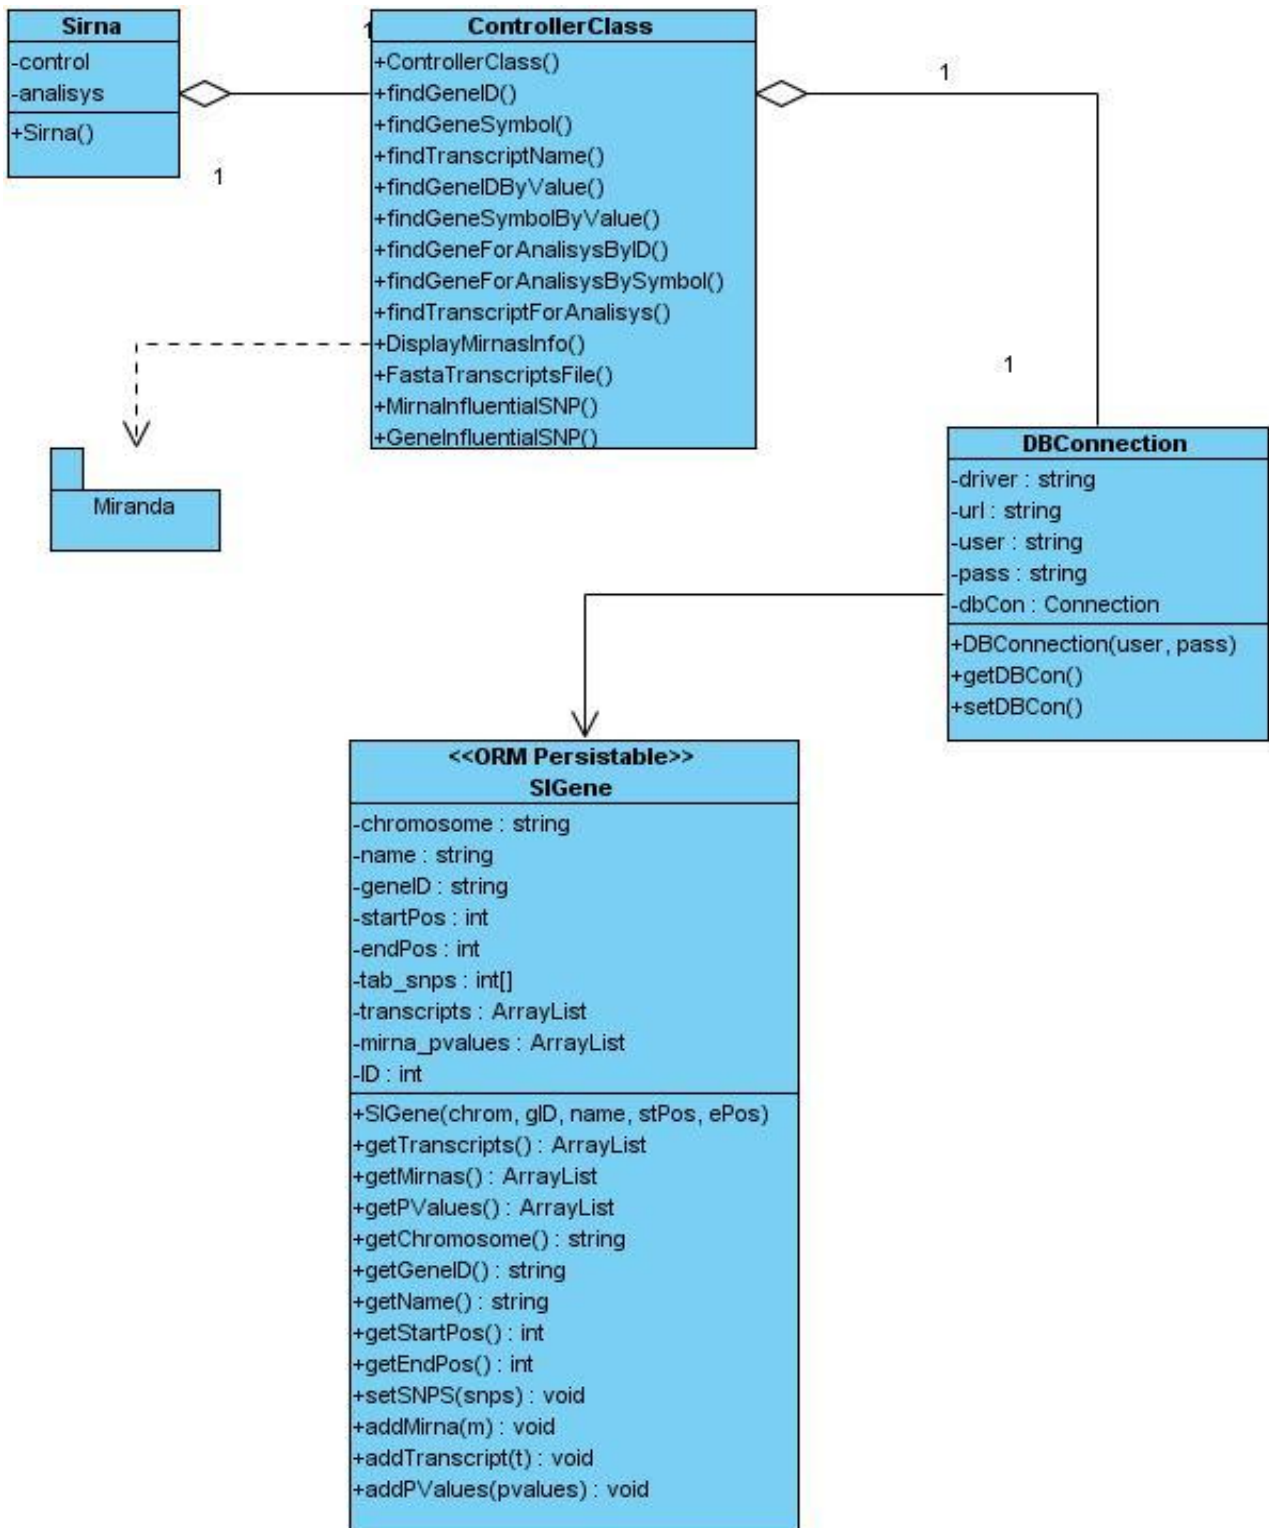 Sirna
-control
-analisys
+Sirna()
1
1
ControllerClass
+ControllerClass()
+findGeneID()
+findGeneSymbol()
+findTranscriptName()
+findGeneIDByValue()
+findGeneSymbolByValue()
+findGeneForAnalisysByID()
+findGeneForAnalisysBySymbol()
+findTranscriptForAnalisys()
+DisplayMirnasInfo()
+FastaTranscriptsFile()
+MirnaInfluentialSNP()
+GeneInfluentialSNP()
1
1
Miranda
DBConnection
-driver : string
-url : string
-user : string
-pass : string
-dbCon : Connection
+DBConnection(user, pass)
+getDBCon()
+setDBCon()
<<ORM Persistable>>
SIGene
-chromosome : string
-name : string
-geneID : string
-startPos : int
-endPos : int
-tab_snps : int[]
-transcripts : ArrayList
-mirna_pvalues : ArrayList
-ID : int
+SIGene(chrom, gID, name, stPos, ePos)
+getTranscripts() : ArrayList
+getMirnas() : ArrayList
+getPValues() : ArrayList
+getChromosome() : string
+getGeneID() : string
+getName() : string
+getStartPos() : int
+getEndPos() : int
+setSNPS(snps) : void
+addMirna(m) : void
+addTranscript(t) : void
+addPValues(pvalues) : void